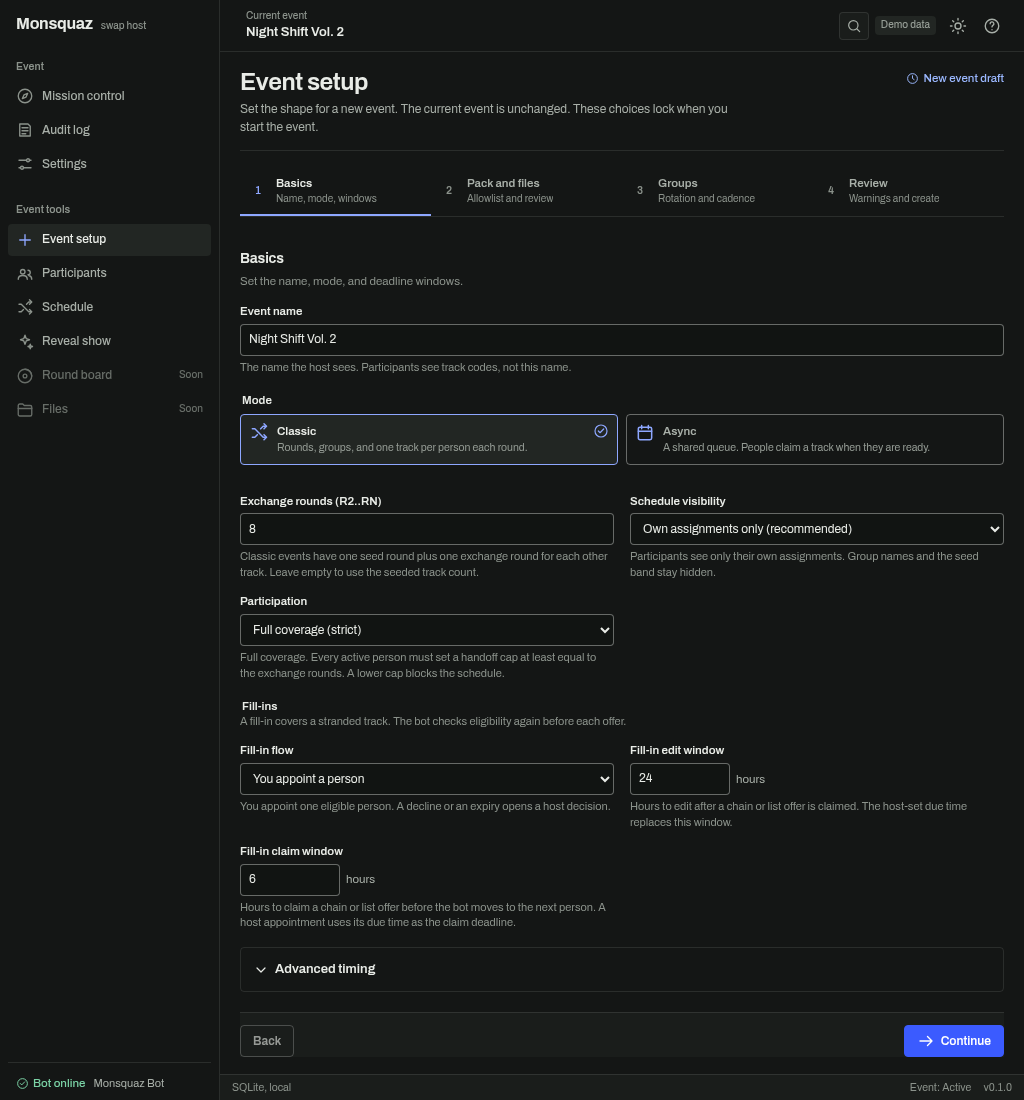 Monsquaz swap host
Event
Mission control
Audit log
Settings
Event tools
Event setup
Participants
Schedule
Reveal show
Round board Soon
Files Soon
Bot online Monsquaz Bot
Current event
Night Shift Vol. 2
Demo data
Event setup
New event draft
Set the shape for a new event. The current event is unchanged. These choices lock when you
start the event.
1 Basics
Name, mode, windows
2 Pack and files
Allowlist and review
3 Groups
Rotation and cadence
4 Review
Warnings and create
Basics
Set the name, mode, and deadline windows.
Event name
Night Shift Vol. 2
The name the host sees. Participants see track codes, not this name.
Mode
Classic
Rounds, groups, and one track per person each round.
Async
A shared queue. People claim a track when they are ready.
Exchange rounds (R2..RN)
8
Classic events have one seed round plus one exchange round for each other
track. Leave empty to use the seeded track count.
Schedule visibility
Own assignments only (recommended)
Participants see only their own assignments. Group names and the seed
band stay hidden.
Participation
Full coverage (strict)
Full coverage. Every active person must set a handoff cap at least equal to
the exchange rounds. A lower cap blocks the schedule.
Fill-ins
A fill-in covers a stranded track. The bot checks eligibility again before each offer.
Fill-in flow
You appoint a person
You appoint one eligible person. A decline or an expiry opens a host decision.
Fill-in edit window
24 hours
Hours to edit after a chain or list offer is claimed. The host-set due time
replaces this window.
Fill-in claim window
6 hours
Hours to claim a chain or list offer before the bot moves to the next person. A
host appointment uses its due time as the claim deadline.
Advanced timing
Back
Continue
SQLite, local
Event: Active v0.1.0